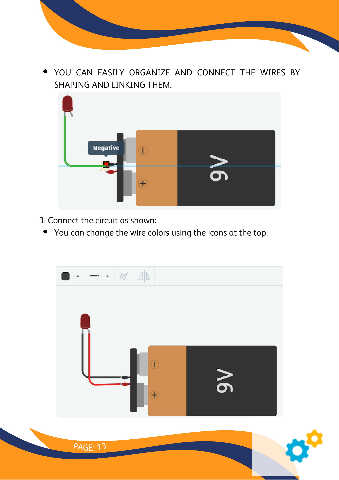 • YOU CAN EASILY ORGANIZE AND CONNECT THE WIRES BY
SHAPING AND LINKING THEM.
Negative
9V
3. Connect the circuit as shown:
• You can change the wire colors using the icons at the top.
9V
PAGE: 13